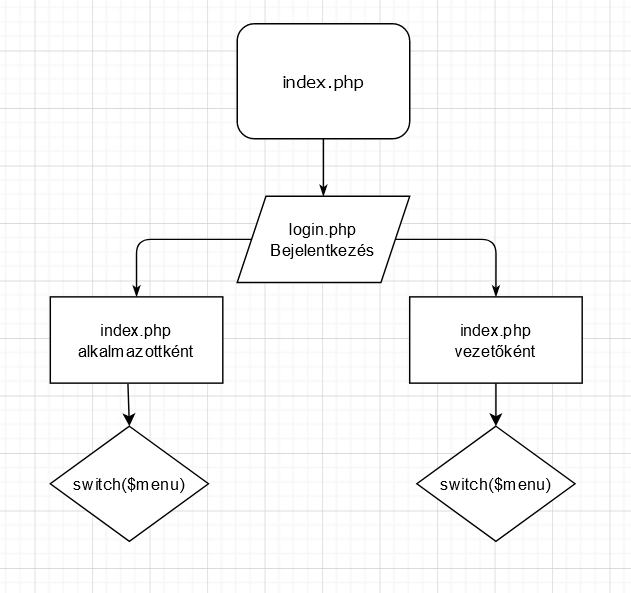 index.php
login.php
Bejelentkezés
index.php
alkalmazottként
index.php
vezetőként
switch($menu)
switch($menu)